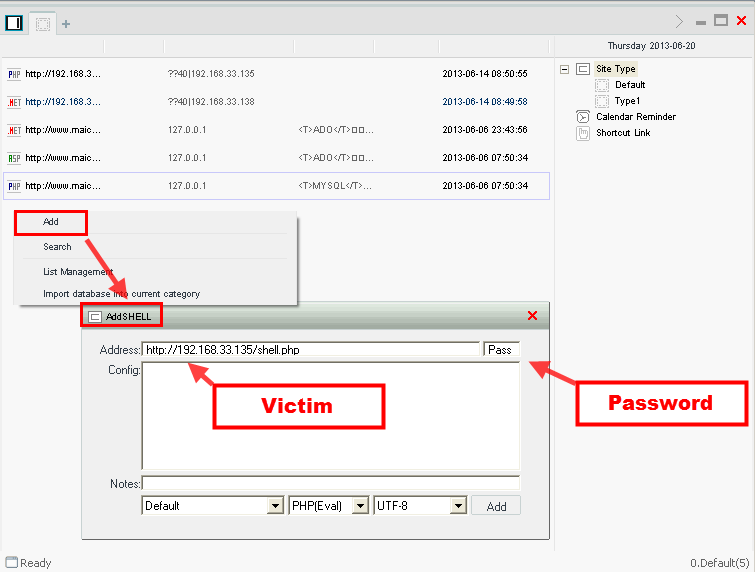 Thursday 2013-06-20
PHP http://192.168.3... ??40|192.168.33.135 2013-06-14 08:50:55
.NET http://192.168.3... ??40|192.168.33.138 2013-06-14 08:49:58
.NET http://www.maic... 127.0.0.1 <T>ADO</T>□□... 2013-06-06 23:43:56
ASP http://www.maic... 127.0.0.1 <T>ADO</T>□□... 2013-06-06 07:50:34
PHP http://www.maic... 127.0.0.1 <T>MYSQL</T>... 2013-06-06 07:50:34
Site Type
Default
Type1
Calendar Reminder
Shortcut Link
Add
Search
List Management
Import database into current category
AddSHELL
Address: http://192.168.33.135/shell.php Pass
Config:
Victim
Password
Notes:
Default PHP(Eval) UTF-8 Add
Ready 0.Default(5)